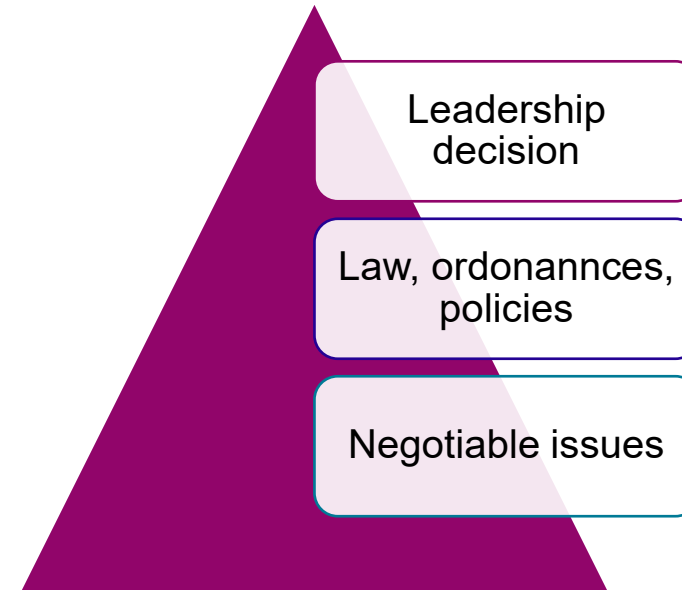 Leadership
decision
Law, ordonannces,
policies
Negotiable issues